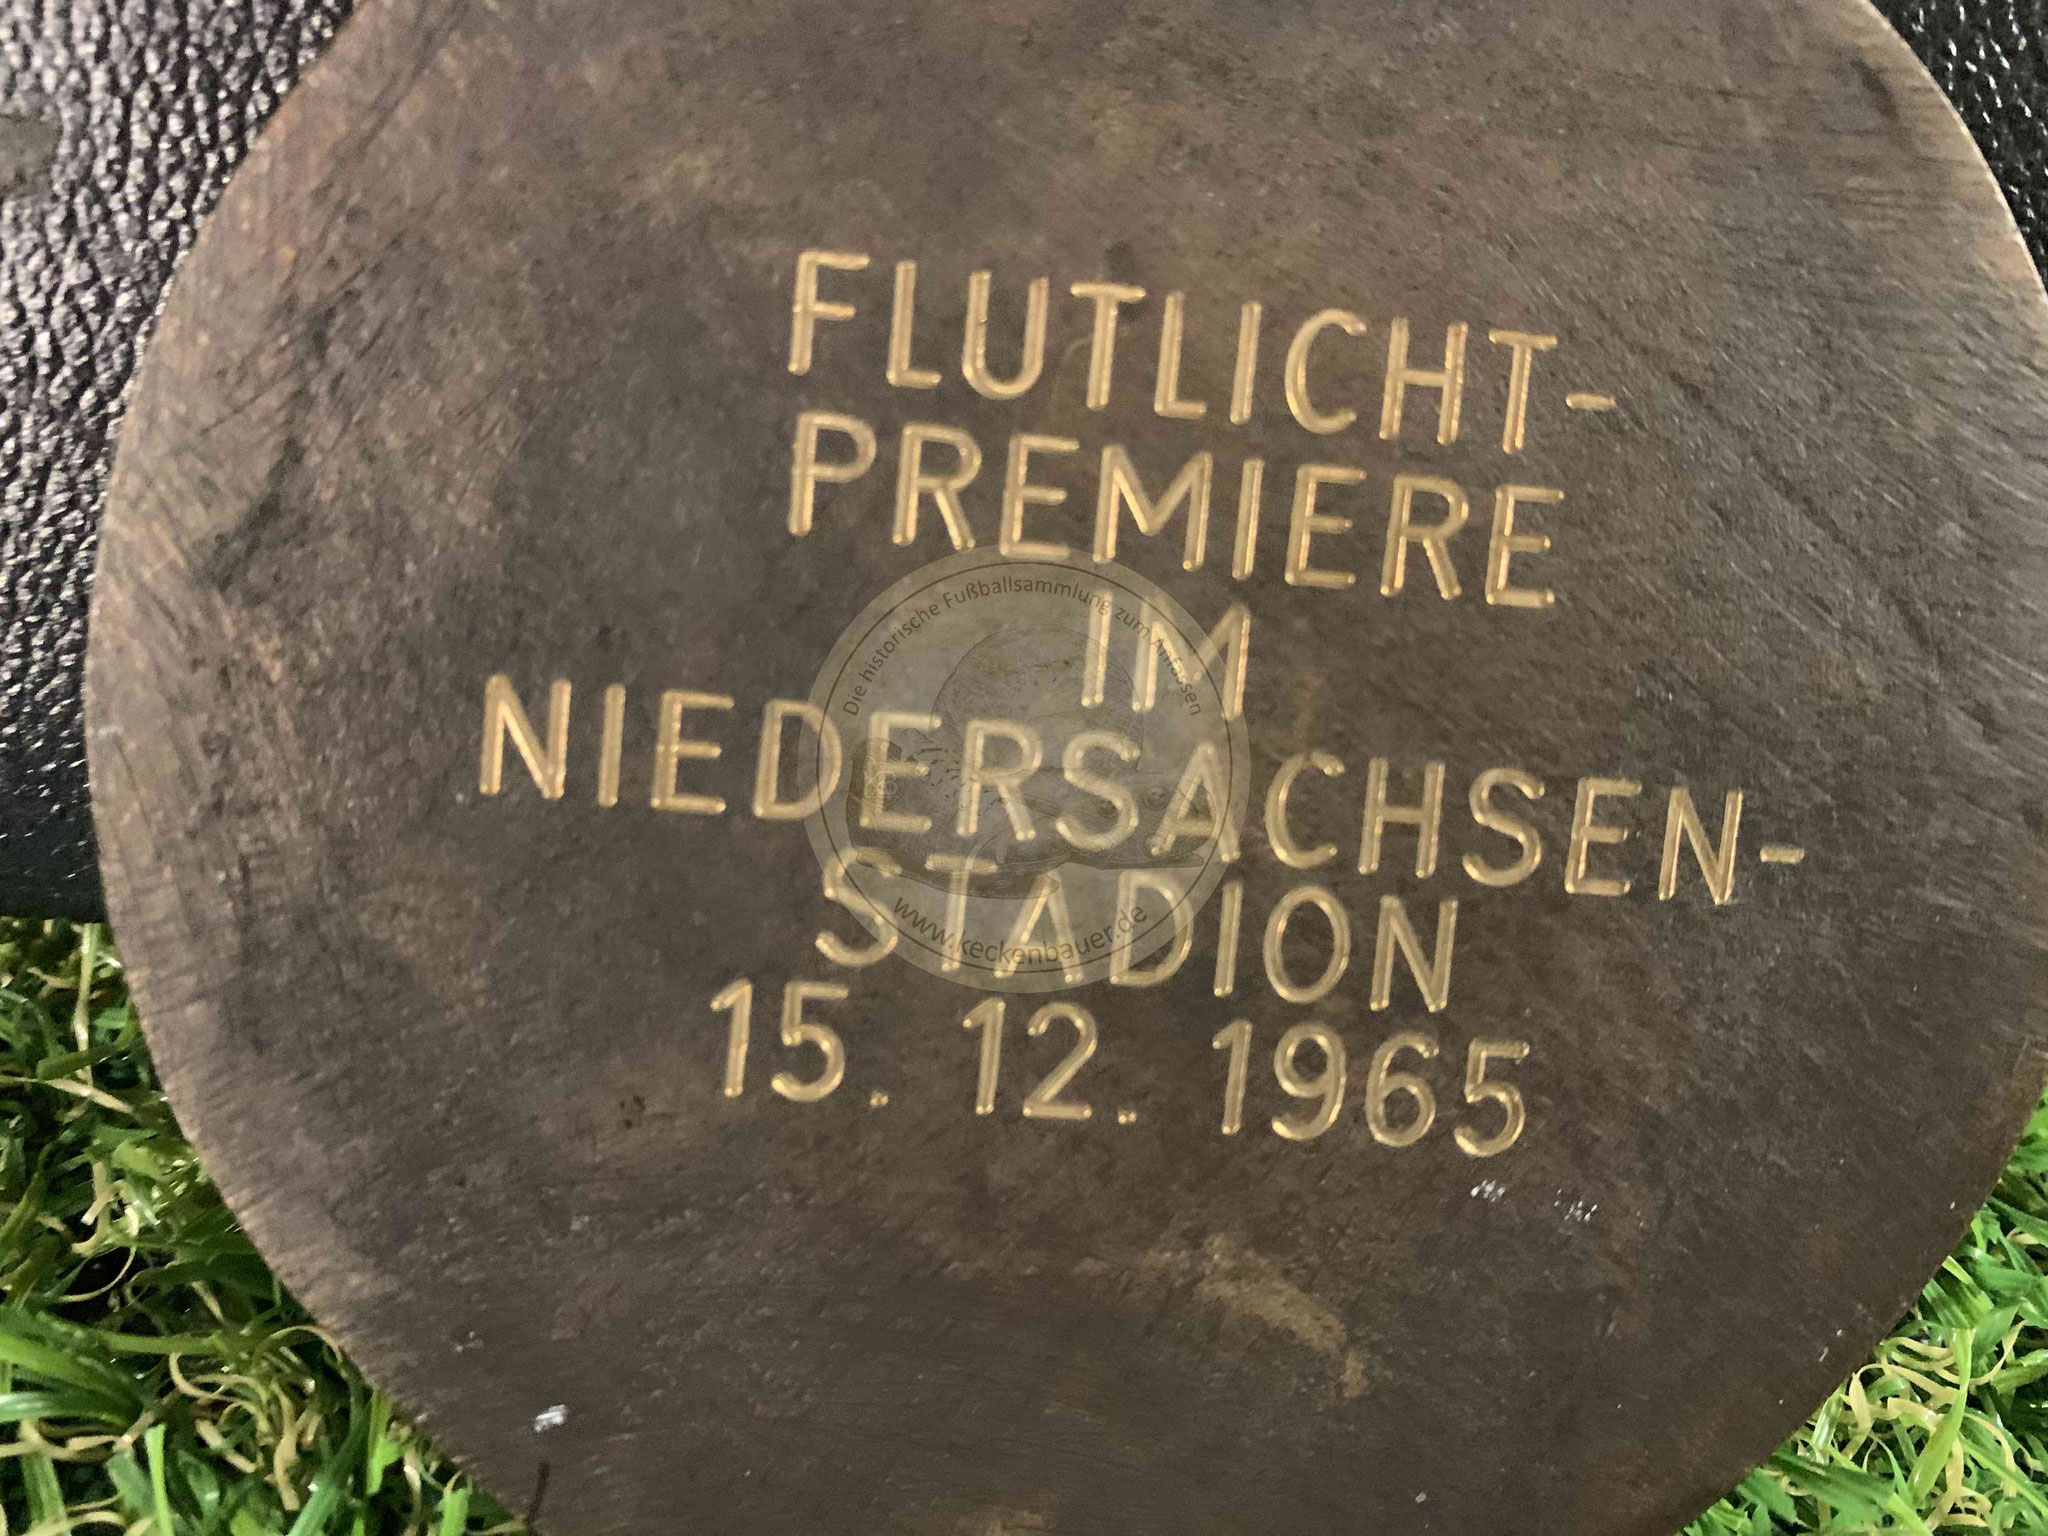 FLUTLICHT-
PREMIERE
IM
NIEDERSACHSEN-
STADION
15. 12. 1965
Die historische Fußballsammlung zum Anfassen
www.keckenbauer.de